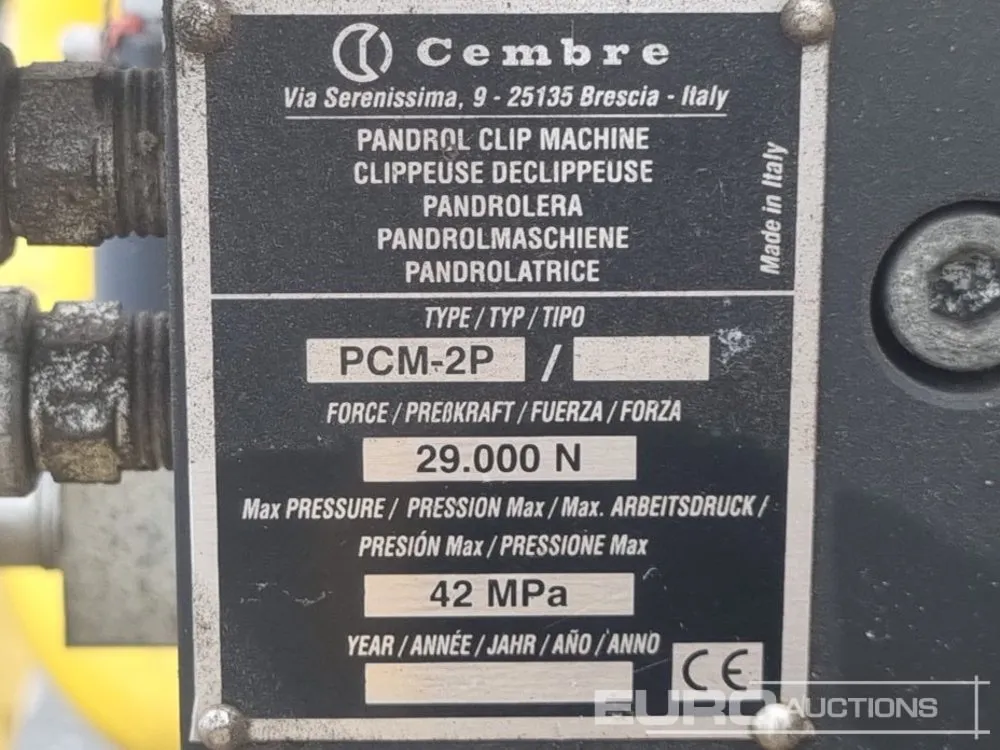 Cembre
Via Serenissima, 9 - 25135 Brescia - Italy
PANDROL CLIP MACHINE
CLIPPEUSE DECLIPPEUSE
PANDROLERA
PANDROLMASCHIENE
PANDROLATRICE
Made in Italy
TYPE / TYP / TIPO
PCM-2P /
FORCE / PREßKRAFT / FUERZA / FORZA
29.000 N
Max PRESSURE / PRESSION Max / Max. ARBEITSDRUCK /
PRESIÓN Max / PRESSIONE Max
42 MPa
YEAR / ANNÉE / JAHR / AÑO / ANNO
CE
EURO AUCTIONS